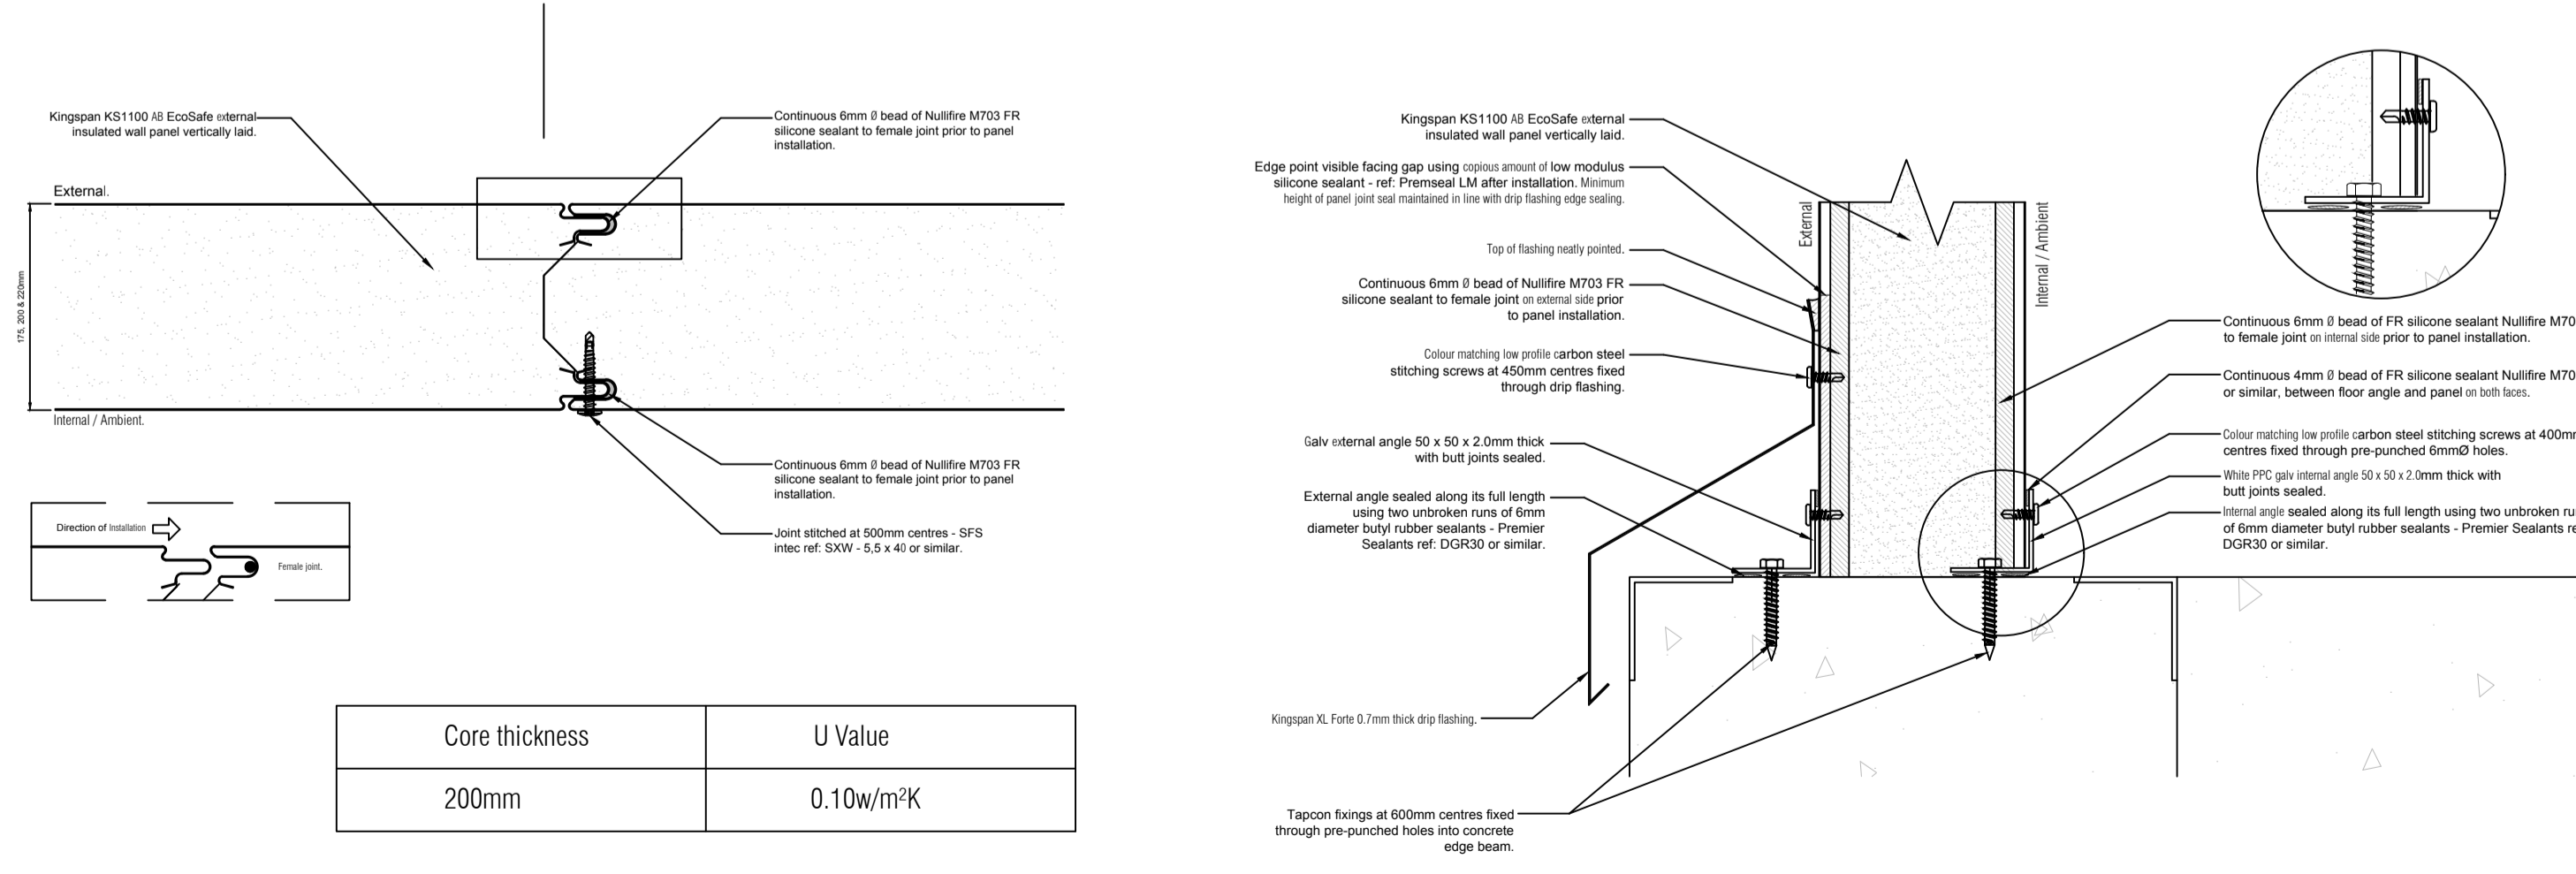 Kingspan KS1100 AB EcoSafe external
insulated wall panel vertically laid.
Continuous 6mm Ø bead of Nullifire M703 FR
silicone sealant to female joint prior to panel
installation.
External.
175, 200 & 220mm
Internal / Ambient.
Continuous 6mm Ø bead of Nullifire M703 FR
silicone sealant to female joint prior to panel
installation.
Joint stitched at 500mm centres - SFS
intec ref: SXW - 5,5 x 40 or similar.
Direction of Installation
Female joint.
Core thickness
U Value
200mm
0.10w/m²K
Kingspan KS1100 AB EcoSafe external
insulated wall panel vertically laid.
Edge point visible facing gap using copious amount of low modulus
silicone sealant - ref: Premseal LM after installation. Minimum
height of panel joint seal maintained in line with drip flashing edge sealing.
Top of flashing neatly pointed.
Continuous 6mm Ø bead of Nullifire M703 FR
silicone sealant to female joint on external side prior
to panel installation.
Colour matching low profile carbon steel
stitching screws at 450mm centres fixed
through drip flashing.
Galv external angle 50 x 50 x 2.0mm thick
with butt joints sealed.
External angle sealed along its full length
using two unbroken runs of 6mm
diameter butyl rubber sealants - Premier
Sealants ref: DGR30 or similar.
Kingspan XL Forte 0.7mm thick drip flashing.
Tapcon fixings at 600mm centres fixed
through pre-punched holes into concrete
edge beam.
External
Internal / Ambient
Continuous 6mm Ø bead of FR silicone sealant Nullifire M70
to female joint on internal side prior to panel installation.
Continuous 4mm Ø bead of FR silicone sealant Nullifire M70
or similar, between floor angle and panel on both faces.
Colour matching low profile carbon steel stitching screws at 400m
centres fixed through pre-punched 6mmØ holes.
White PPC galv internal angle 50 x 50 x 2.0mm thick with
butt joints sealed.
Internal angle sealed along its full length using two unbroken ru
of 6mm diameter butyl rubber sealants - Premier Sealants re
DGR30 or similar.